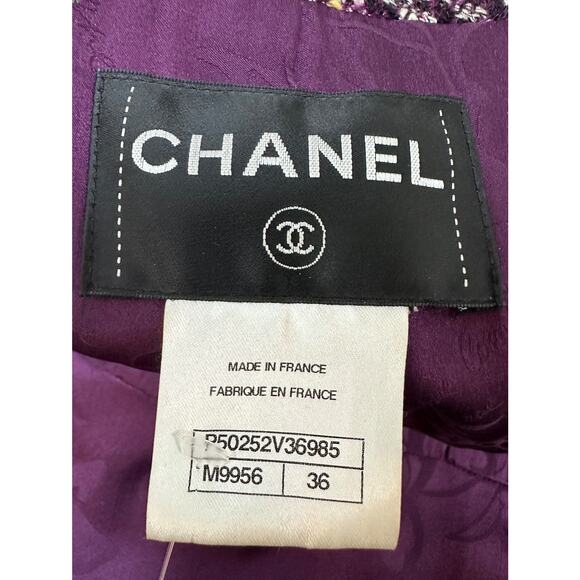 CHANEL
MADE IN FRANCE
FABRIQUE EN FRANCE
P50252V36985
M9956 36